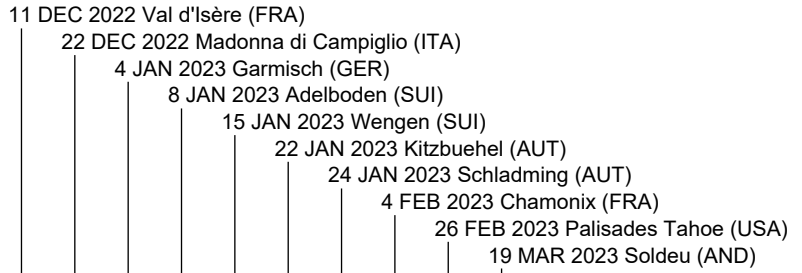 11 DEC 2022 Val d'Isère (FRA)
22 DEC 2022 Madonna di Campiglio (ITA)
4 JAN 2023 Garmisch (GER)
8 JAN 2023 Adelboden (SUI)
15 JAN 2023 Wengen (SUI)
22 JAN 2023 Kitzbuehel (AUT)
24 JAN 2023 Schladming (AUT)
4 FEB 2023 Chamonix (FRA)
26 FEB 2023 Palisades Tahoe (USA)
19 MAR 2023 Soldeu (AND)